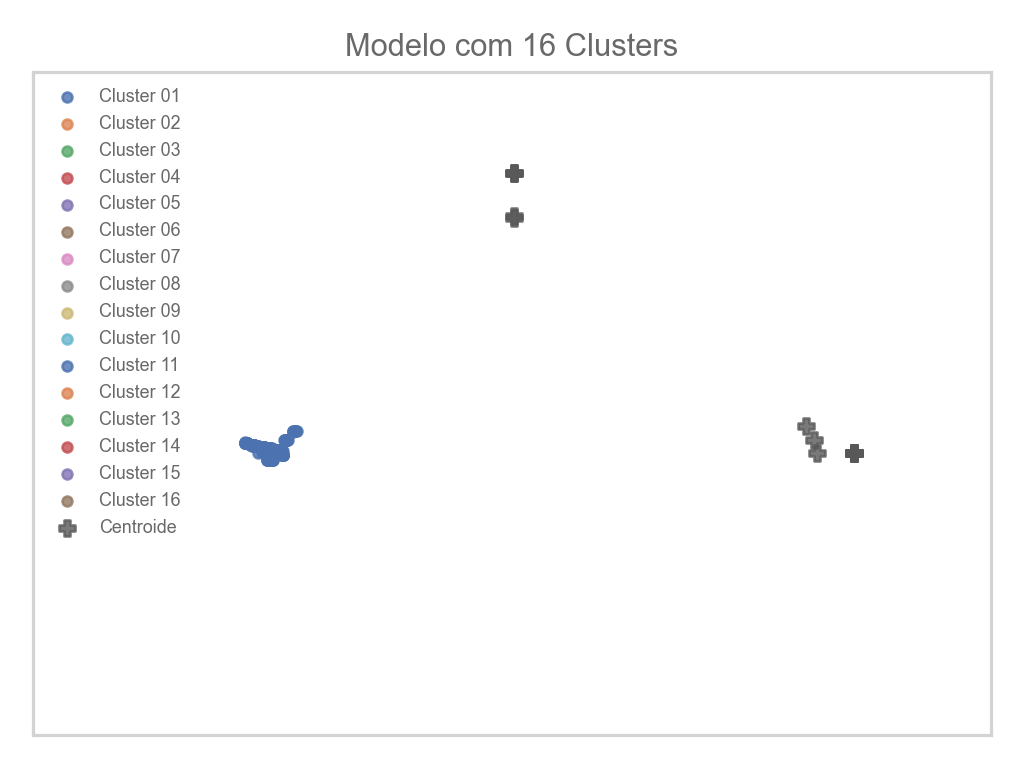 Modelo com 16 Clusters
Cluster 01
Cluster 02
Cluster 03
Cluster 04
Cluster 05
Cluster 06
Cluster 07
Cluster 08
Cluster 09
Cluster 10
Cluster 11
Cluster 12
Cluster 13
Cluster 14
Cluster 15
Cluster 16
Centroide